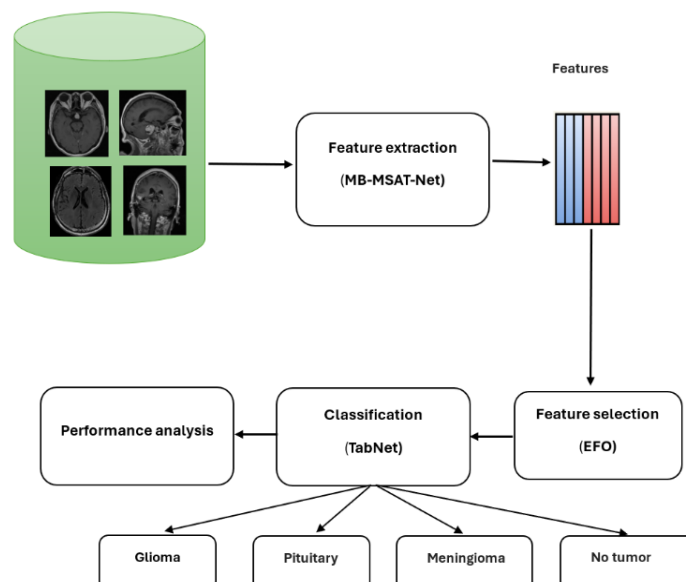 Features
Feature extraction
(MB-MSAT-Net)
Performance analysis
Classification
(TabNet)
Feature selection
(EFO)
Glioma
Pituitary
Meningioma
No tumor